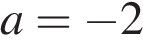 a = −2